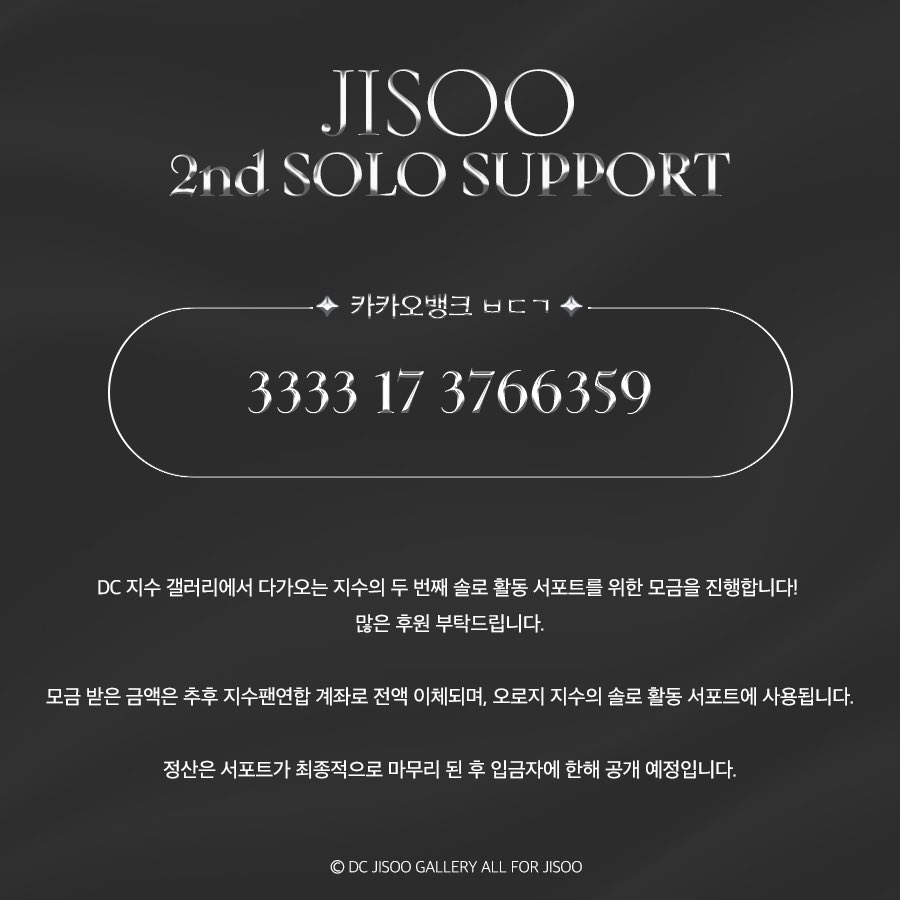 JISOO
2nd SOLO SUPPORT
카카오뱅크 ㅂㄷㄱ
3333 17 3766359
DC 지수 갤러리에서 다가오는 지수의 두 번째 솔로 활동 서포트를 위한 모금을 진행합니다!
많은 후원 부탁드립니다.
모금 받은 금액은 추후 지수팬연합 계좌로 전액 이체되며, 오로지 지수의 솔로 활동 서포트에 사용됩니다.
정산은 서포트가 최종적으로 마무리 된 후 입금자에 한해 공개 예정입니다.
© DC JISOO GALLERY ALL FOR JISOO